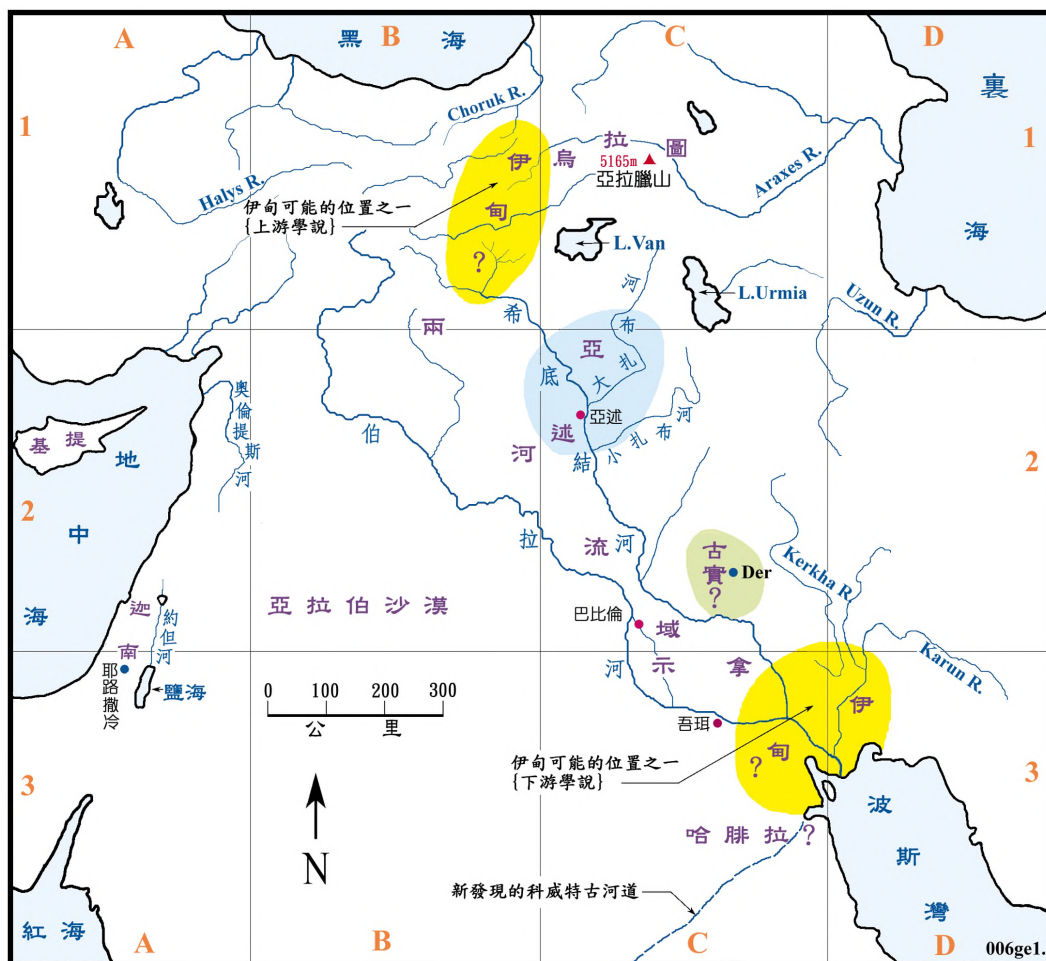 A
B
C
D
黑海
裏海
1
1
Choruk R.
Halys R.
Araxes R.
烏拉圖
5165m
亞拉臘山
伊甸?
伊甸可能的位置之一
{上游學說}
L.Van
L.Urmia
Uzun R.
希底結河
大扎布河
小扎布河
亞述
亞述
兩河流域
伯拉河
奧倫提斯河
基提
地中海
2
2
古實?
Der
Kerkha R.
Karun R.
巴比倫
示拿
亞拉伯沙漠
迦南
約但河
耶路撒冷
鹽海
0 100 200 300
公里
吾珥
伊甸?
伊甸可能的位置之一
{下游學說}
3
3
哈腓拉?
波斯灣
N
新發現的科威特古河道
紅海
A
B
C
D
006ge1.